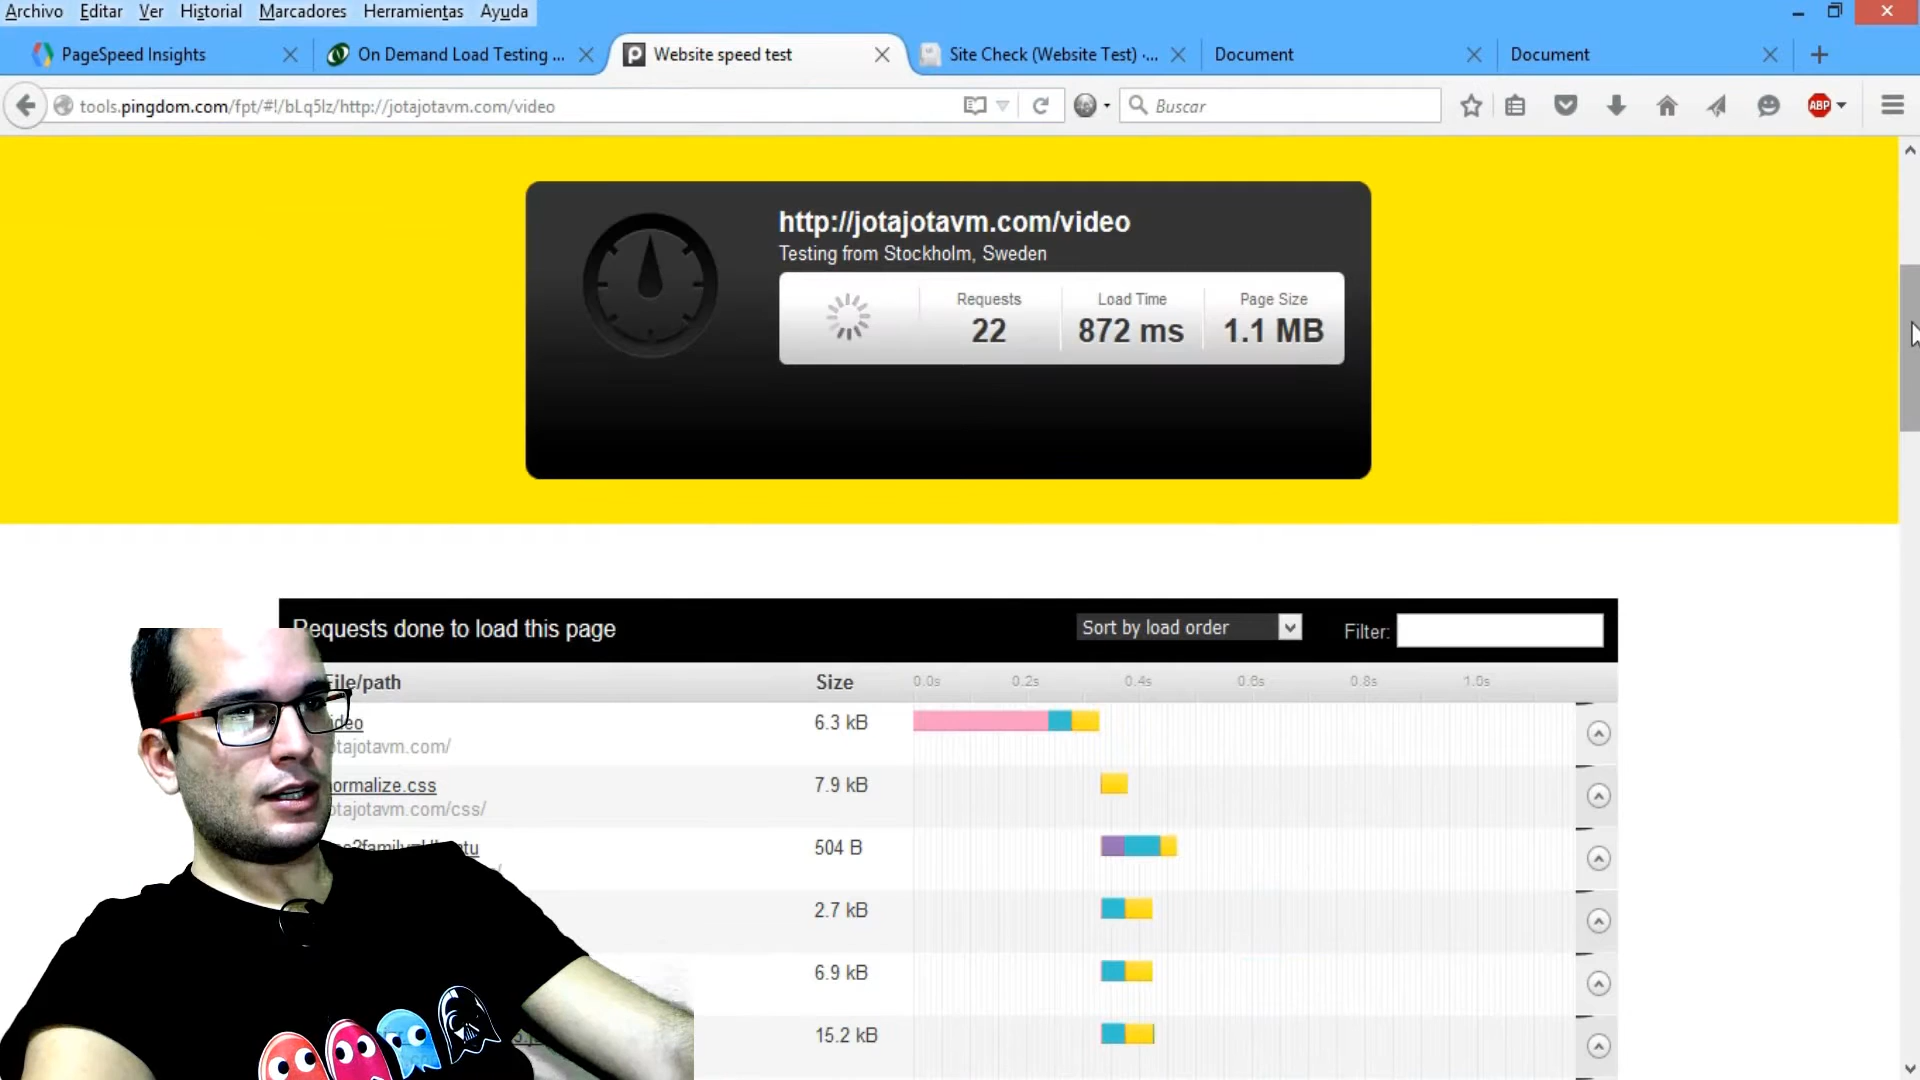 Archivo Editar Ver Historial Marcadores Herramientas Ayuda
PageSpeed Insights
On Demand Load Testing ...
Website speed test
Site Check (Website Test) ·...
Document
Document
tools.pingdom.com/fpt/#!/bLq5lz/http://jotajotavm.com/video
Buscar
ABP
http://jotajotavm.com/video
Testing from Stockholm, Sweden
Requests
22
Load Time
872 ms
Page Size
1.1 MB
Requests done to load this page
Sort by load order
Filter:
File/path
Size
0.0s 0.2s 0.4s 0.6s 0.8s 1.0s
video
6.3 kB
jotajotavm.com/
normalize.css
7.9 kB
jotajotavm.com/css/
504 B
2.7 kB
6.9 kB
15.2 kB